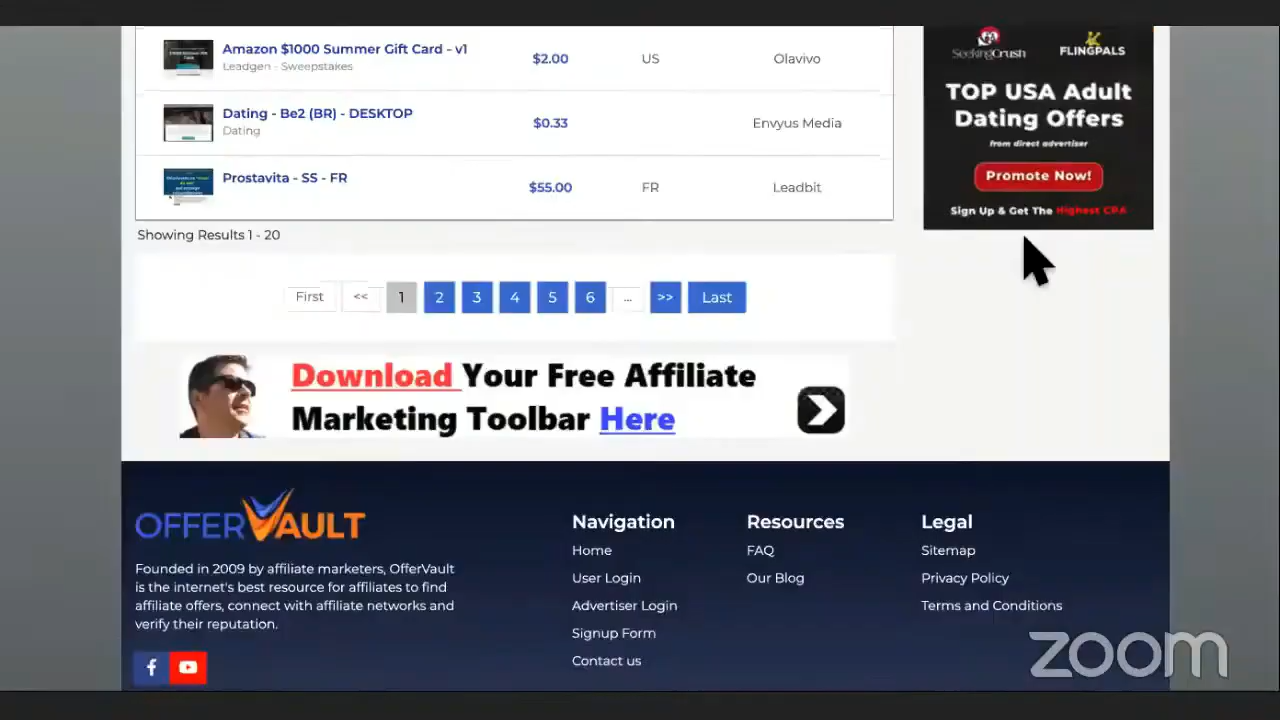 Amazon $1000 Summer Gift Card - v1
Leadgen - Sweepstakes
$2.00
US
Olavivo
Dating - Be2 (BR) - DESKTOP
Dating
$0.33
Envyus Media
Prostavita - SS - FR
$55.00
FR
Leadbit
Showing Results 1 - 20
First << 1 2 3 4 5 6 ... >> Last
Download Your Free Affiliate
Marketing Toolbar Here
SeekingCrush
FLINGPALS
TOP USA Adult
Dating Offers
from direct advertiser
Promote Now!
Sign Up & Get The Highest CPA
OFFERVAULT
Founded in 2009 by affiliate marketers, OfferVault
is the internet's best resource for affiliates to find
affiliate offers, connect with affiliate networks and
verify their reputation.
Navigation
Home
User Login
Advertiser Login
Signup Form
Contact us
Resources
FAQ
Our Blog
Legal
Sitemap
Privacy Policy
Terms and Conditions
zoom